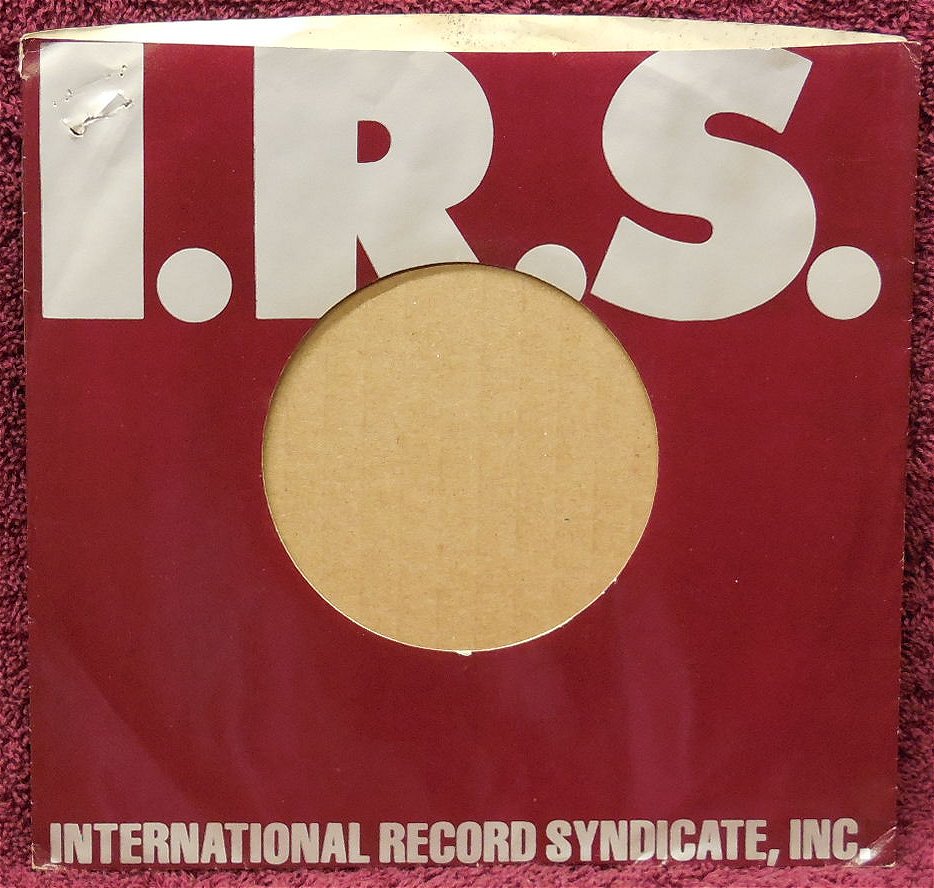 I.R.S.
INTERNATIONAL RECORD SYNDICATE, INC.